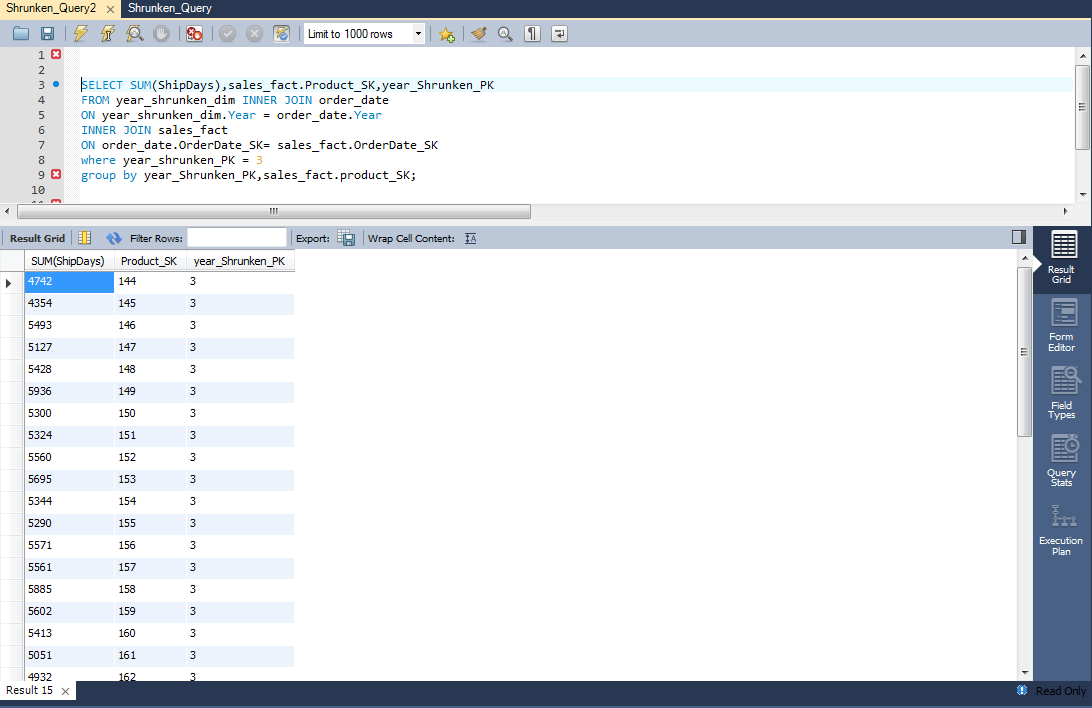 Shrunken_Query2 Shrunken_Query
Limit to 1000 rows
1
2
3 SELECT SUM(ShipDays),sales_fact.Product_SK,year_Shrunken_PK
4 FROM year_shrunken_dim INNER JOIN order_date
5 ON year_shrunken_dim.Year = order_date.Year
6 INNER JOIN sales_fact
7 ON order_date.OrderDate_SK= sales_fact.OrderDate_SK
8 where year_shrunken_PK = 3
9 group by year_Shrunken_PK,sales_fact.product_SK;
10
Result Grid Filter Rows: Export: Wrap Cell Content:
SUM(ShipDays) Product_SK year_Shrunken_PK
4742 144 3
4354 145 3
5493 146 3
5127 147 3
5428 148 3
5936 149 3
5300 150 3
5324 151 3
5560 152 3
5695 153 3
5344 154 3
5290 155 3
5571 156 3
5561 157 3
5885 158 3
5602 159 3
5413 160 3
5051 161 3
4932 162 3
Result
Grid
Form
Editor
Field
Types
Query
Stats
Execution
Plan
Result 15 Read Only